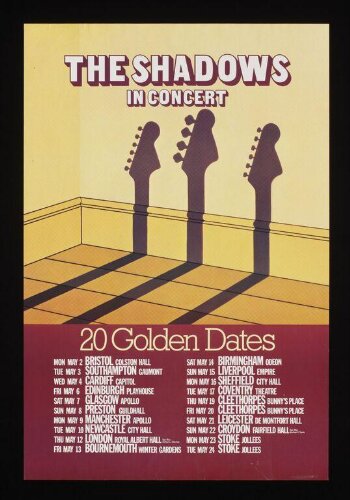 THE SHADOWS
IN CONCERT
20 Golden Dates
MON MAY 2 BRISTOL COLSTON HALL
TUE MAY 3 SOUTHAMPTON GAUMONT
WED MAY 4 CARDIFF CAPITOL
FRI MAY 6 EDINBURGH PLAYHOUSE
SAT MAY 7 GLASGOW APOLLO
SUN MAY 8 PRESTON GUILDHALL
MON MAY 9 MANCHESTER APOLLO
TUE MAY 10 NEWCASTLE CITY HALL
THU MAY 12 LONDON ROYAL ALBERT HALL
FRI MAY 13 BOURNEMOUTH WINTER GARDENS
SAT MAY 14 BIRMINGHAM ODEON
SUN MAY 15 LIVERPOOL EMPIRE
MON MAY 16 SHEFFIELD CITY HALL
TUE MAY 17 COVENTRY THEATRE
THU MAY 19 CLEETHORPES BUNNY'S PLACE
FRI MAY 20 CLEETHORPES BUNNY'S PLACE
SAT MAY 21 LEICESTER DE MONTFORT HALL
SUN MAY 22 CROYDON FAIRFIELD HALL
MON MAY 23 STOKE JOLLEES
TUE MAY 24 STOKE JOLLEES